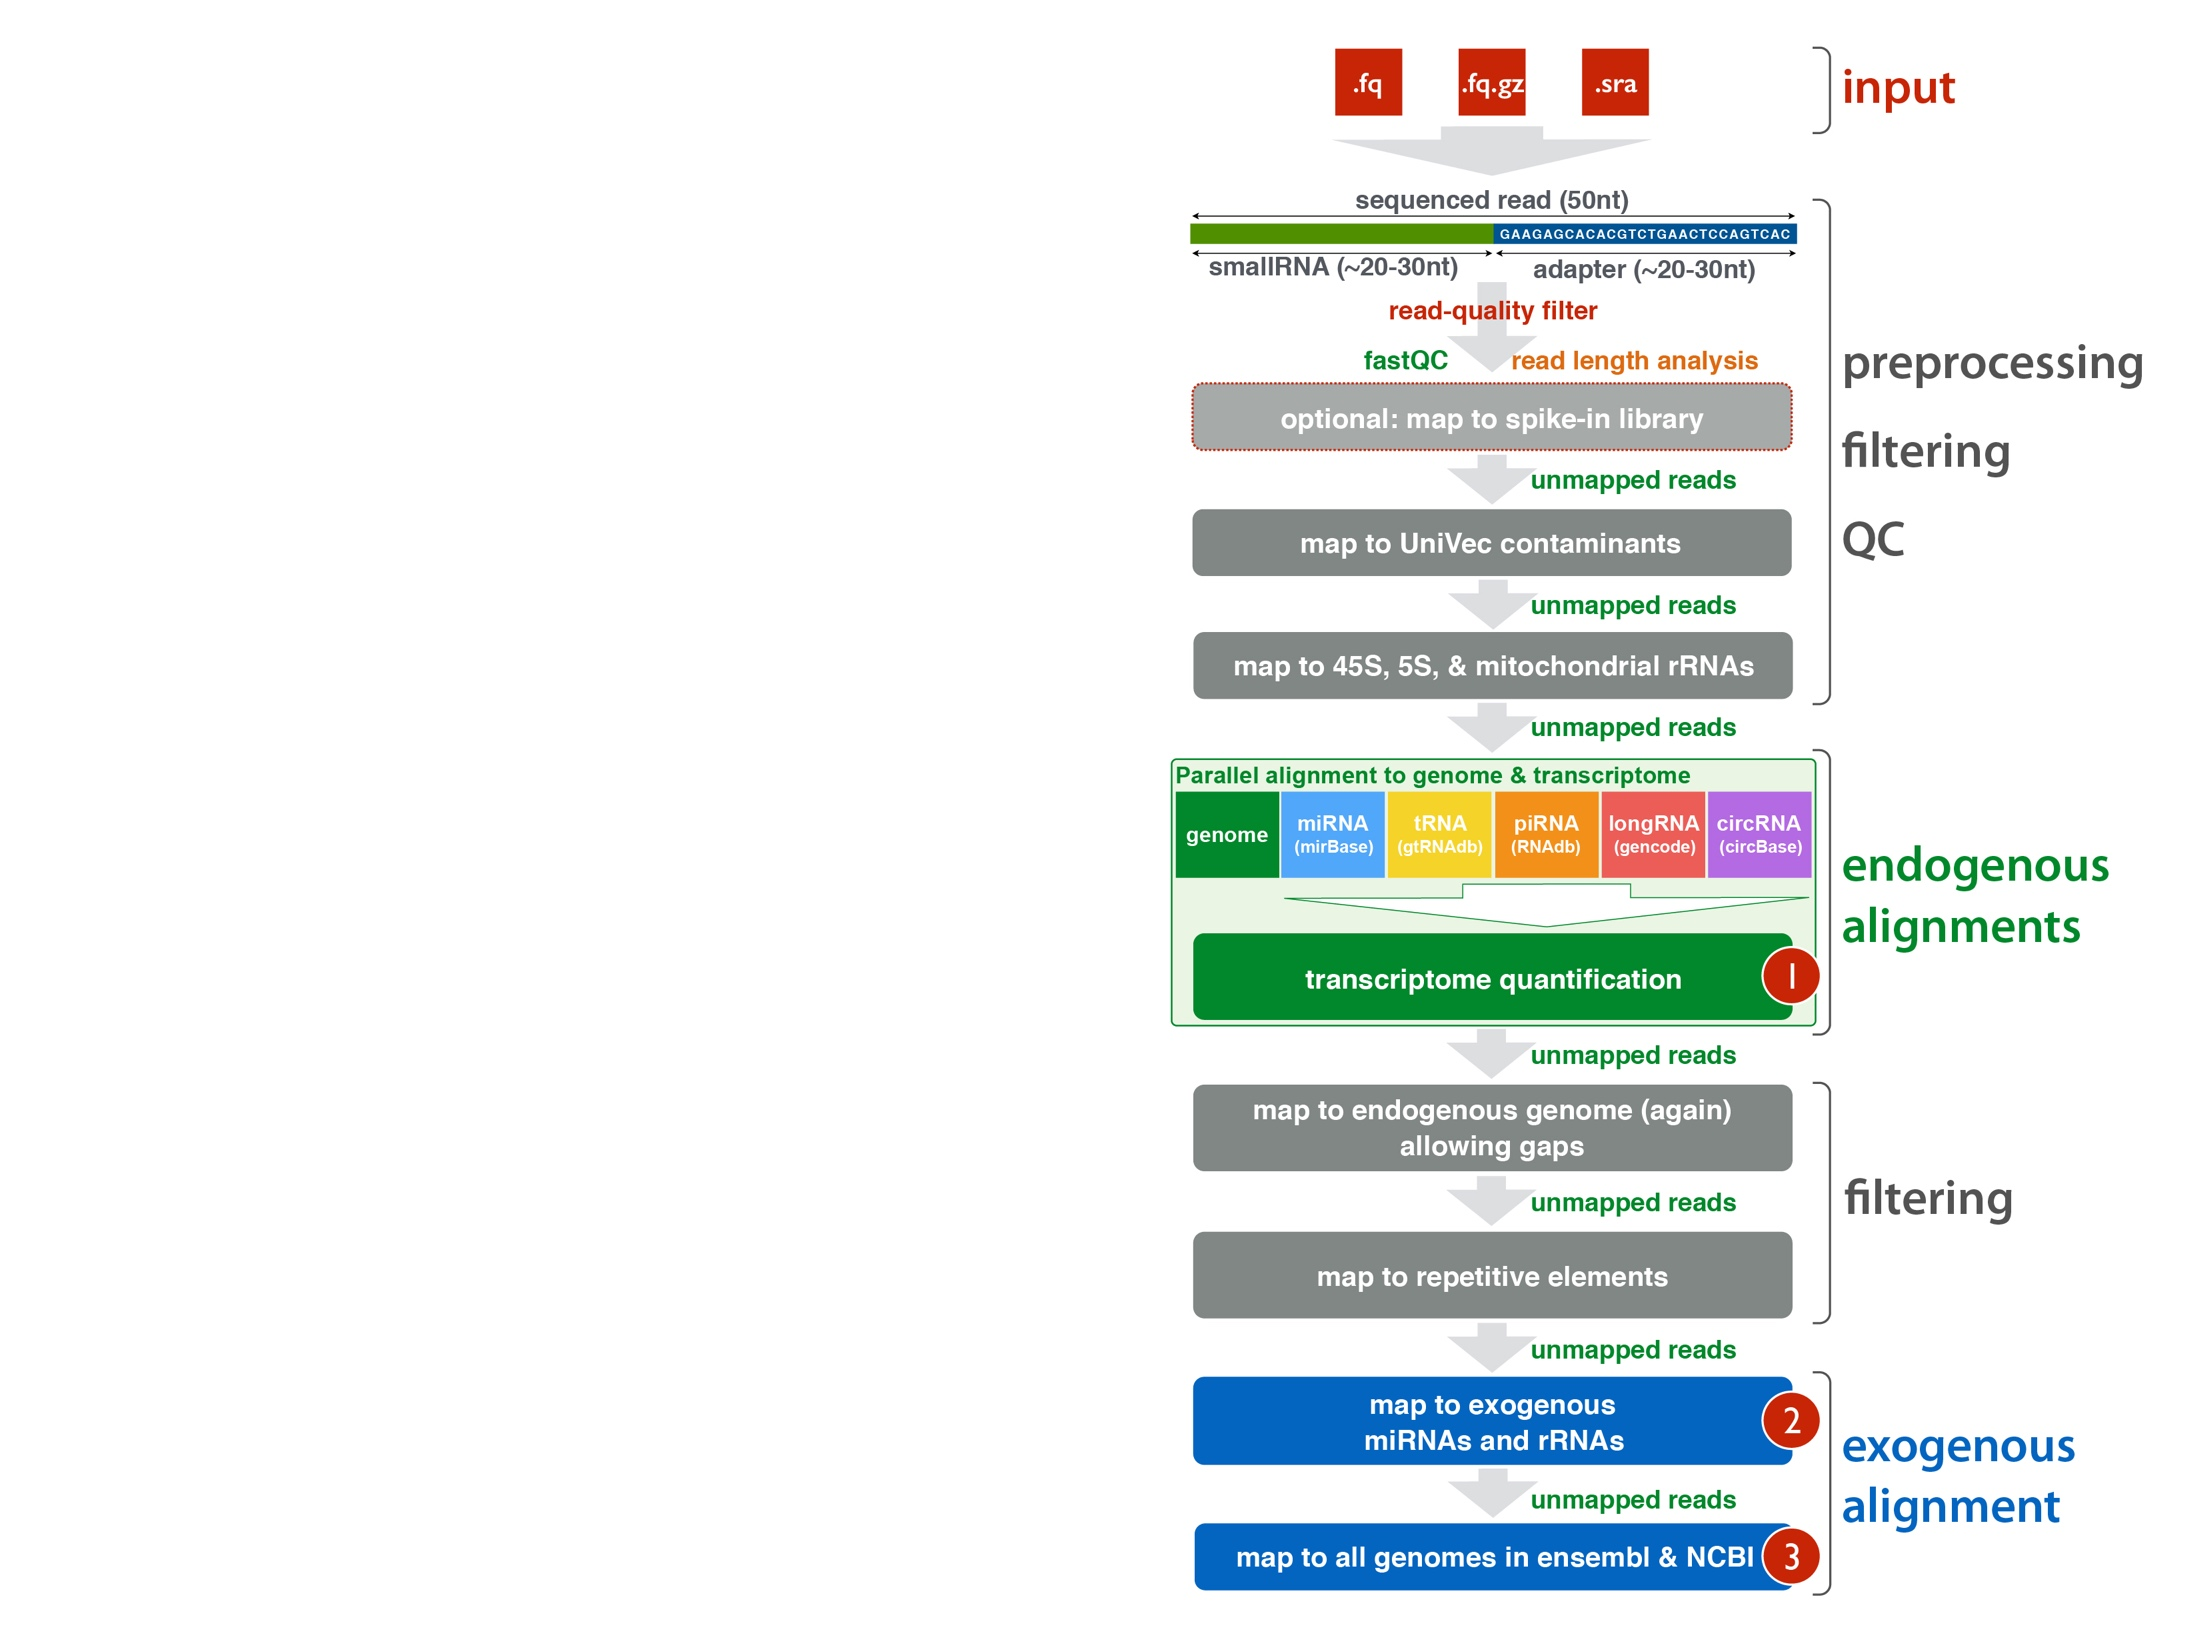 .fq
.fq.gz
.sra
input
sequenced read (50nt)
GAAGAGCACACGTCTGAACTCCAGTCAC
smallRNA (~20-30nt)
adapter (~20-30nt)
read-quality filter
fastQC
read length analysis
preprocessing
optional: map to spike-in library
filtering
unmapped reads
QC
map to UniVec contaminants
unmapped reads
map to 45S, 5S, & mitochondrial rRNAs
unmapped reads
Parallel alignment to genome & transcriptome
genome
miRNA
(mirBase)
tRNA
(gtRNAdb)
piRNA
(RNAdb)
longRNA
(gencode)
circRNA
(circBase)
endogenous
alignments
transcriptome quantification
1
unmapped reads
map to endogenous genome (again)
allowing gaps
unmapped reads
filtering
map to repetitive elements
unmapped reads
map to exogenous
miRNAs and rRNAs
2
exogenous
alignment
unmapped reads
map to all genomes in ensembl & NCBI
3